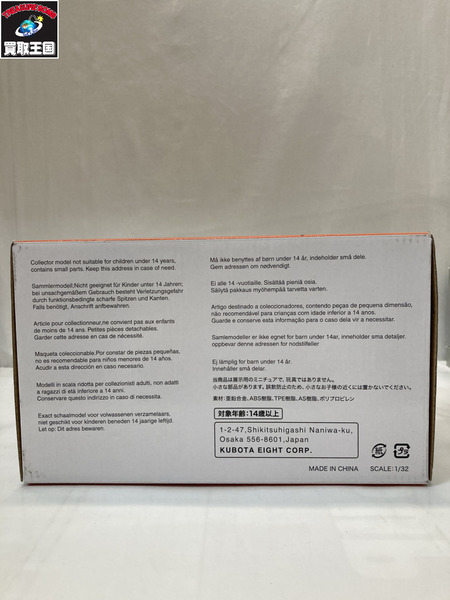 TREASURE KING
買取王国
Collector model not suitable for children under 14 years,
contains small parts. Keep this address in case of need.
Sammlermodell;Nicht geeignet für Kinder unter 14 Jahren;
bei unsachgemäßem Gebrauch besteht Verletzungsgefahr
durch funktionsbedingte scharfe Spitzen und Kanten.
Falls benötigt, Anschrift aufbewahren.
Article pour collectionneur,ne convient pas aux enfants
de moins de 14 ans. Petites pièces detachables.
Garder cette adresse en cas de nécessité.
Maqueta coleccionable.Por constar de piezas pequeñas,
no es recomendable para niños menores de 14 años.
Acudir a esta dirección en caso necesario.
Modelli in scala ridotta per collezionisti adulti, non adatti
a ragazzi di età inferiore a 14 anni.
Conservare questo indirizzo in caso di necessità.
Exact schaalmodel voor volwassenen verzamelaars,
niet geschikt voor kinderen beneden 14 jaange leeftijd.
Let op: Dit adres bewaren.
Må ikke benyttes af børn under 14 år, indeholder små dele.
Gem adressen om nødvendigt.
Ei alle 14 -vuotiaille. Sisältää pieniä osia.
Säilytä pakkaus myöhempää tarvetta varten.
Artigo destinado a coleccionadores, contendo peças de pequena dimensão,
não recomendável para crianças com idade inferior a 14 anos.
Guarde e conserve esta informação para o caso de vir a necessitar.
Samlemodeller er ikke egnet for barn under 14ar, innholder sma detaljer.
oppbevar denne adressen for nodstilfeller
Ej lämplig for barn under 14 år.
Innehåller små delar.
当商品は展示用のミニチュアで、玩具ではありません。
小さな部品があります。誤飲防止のため、小さなお子様の近くには置かないでください。
素材:亜鉛合金、ABS樹脂、TPE樹脂、AS樹脂、ポリプロピレン
対象年齢:14歳以上
1-2-47,Shikitsuhigashi Naniwa-ku,
Osaka 556-8601,Japan
KUBOTA EIGHT CORP.
紙
MADE IN CHINA
SCALE: 1/32